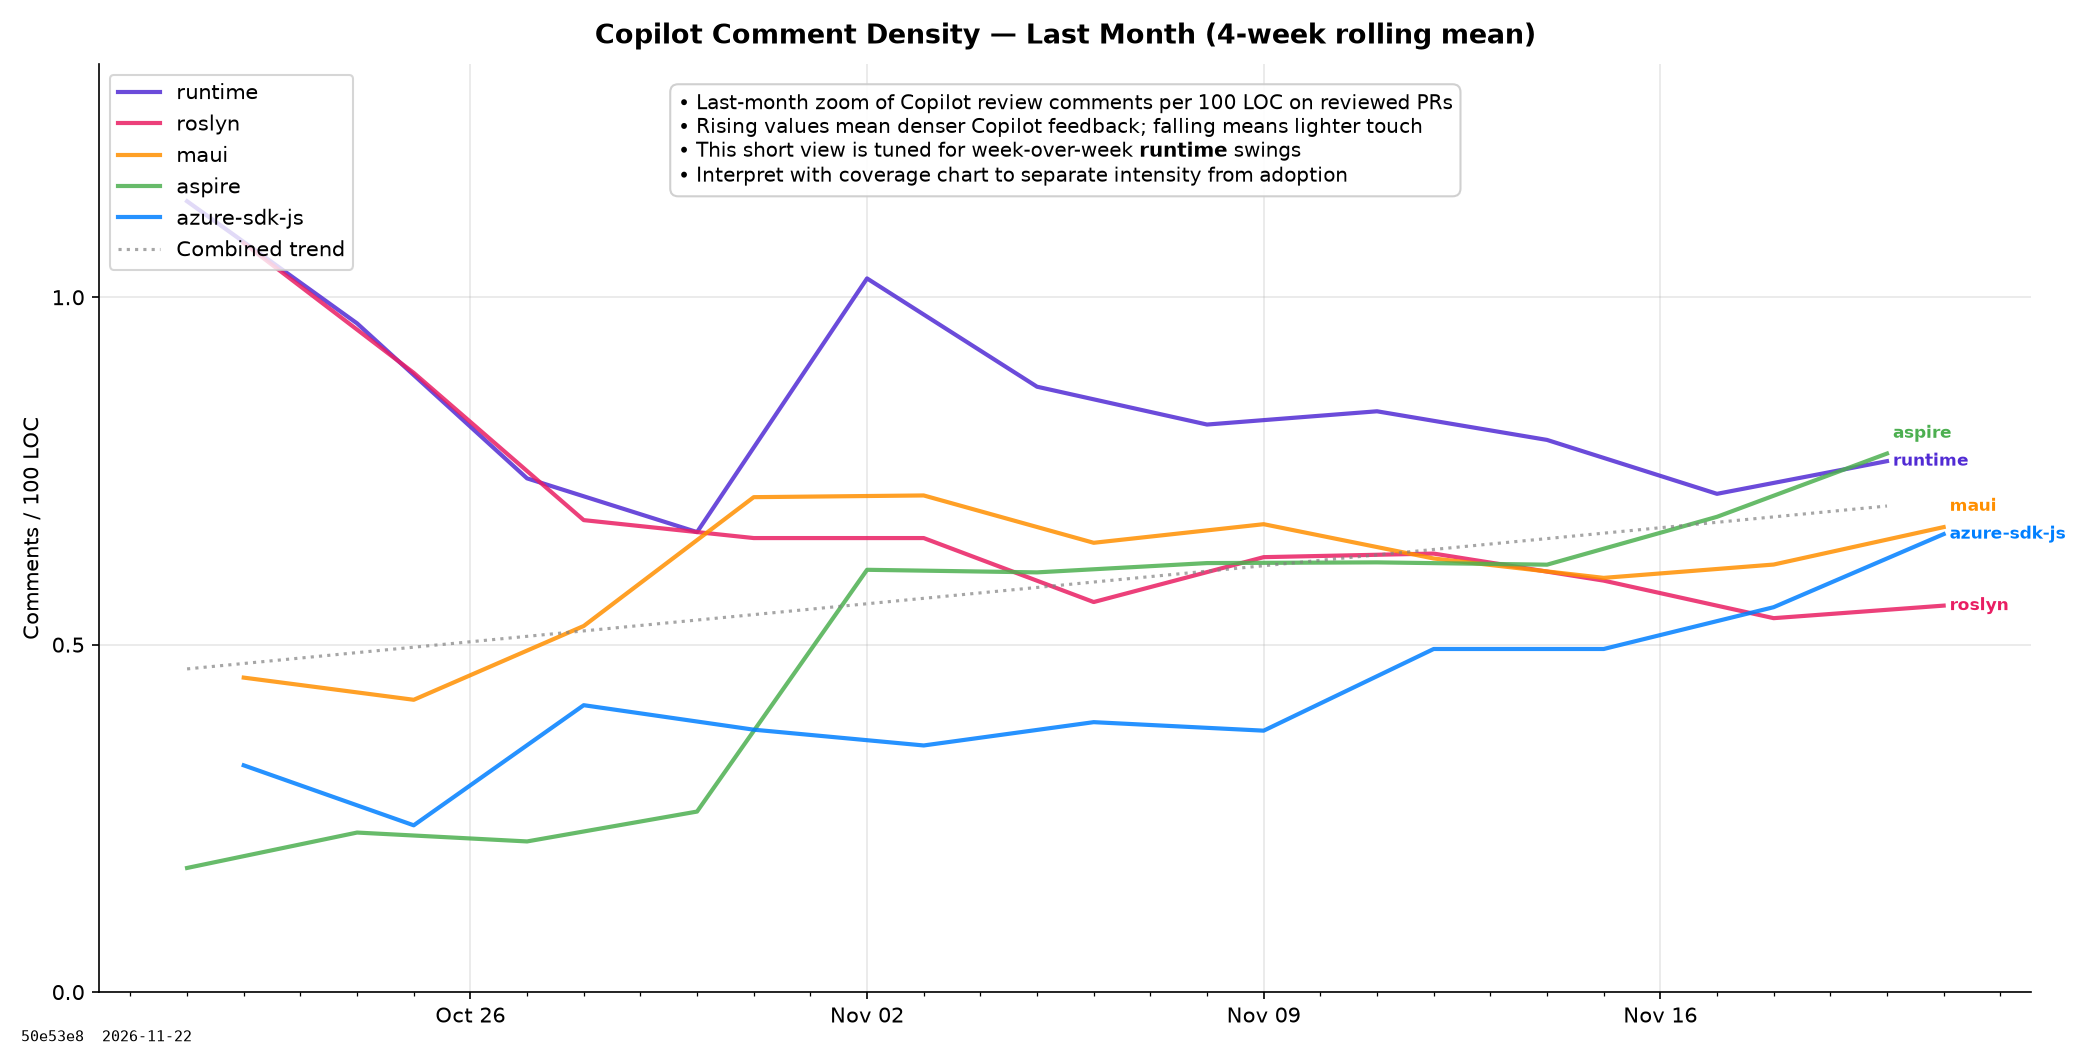 Copilot Comment Density — Last Month (4-week rolling mean)
runtime
roslyn
maui
aspire
azure-sdk-js
Combined trend
• Last-month zoom of Copilot review comments per 100 LOC on reviewed PRs
• Rising values mean denser Copilot feedback; falling means lighter touch
• This short view is tuned for week-over-week runtime swings
• Interpret with coverage chart to separate intensity from adoption
Comments / 100 LOC
1.0
0.5
0.0
aspire
runtime
maui
azure-sdk-js
roslyn
Oct 26
Nov 02
Nov 09
Nov 16
50e53e8  2026-11-22